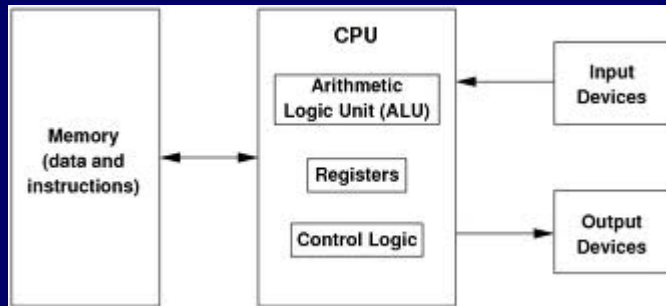 Memory
(data and
instructions)
CPU
Arithmetic
Logic Unit (ALU)
Registers
Control Logic
Input
Devices
Output
Devices